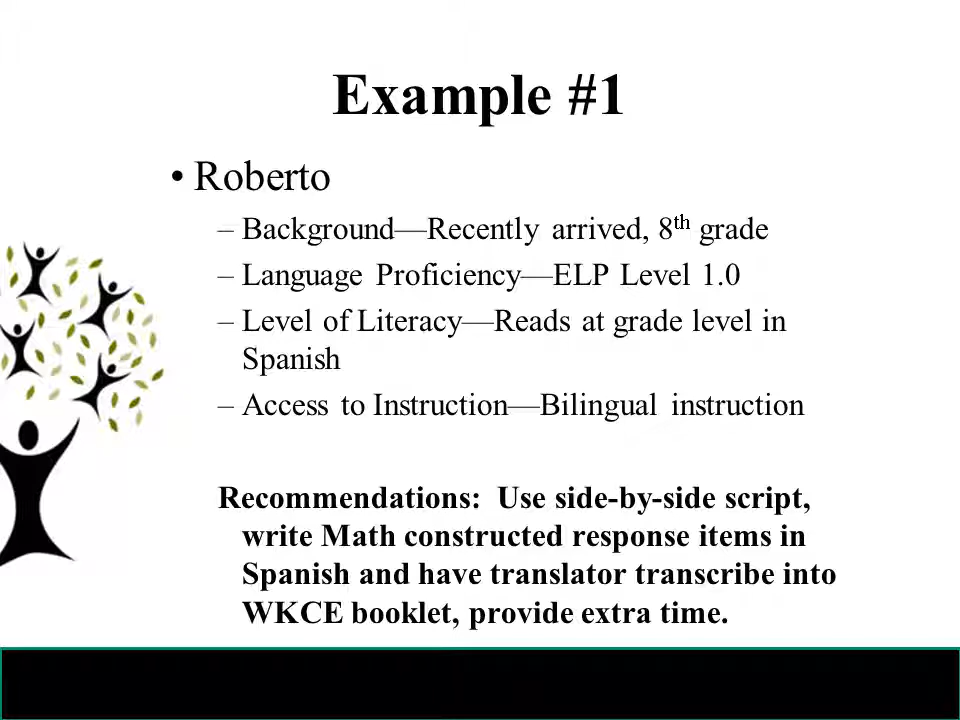 Example #1
• Roberto
– Background—Recently arrived, 8th grade
– Language Proficiency—ELP Level 1.0
– Level of Literacy—Reads at grade level in
Spanish
– Access to Instruction—Bilingual instruction
Recommendations: Use side-by-side script,
write Math constructed response items in
Spanish and have translator transcribe into
WKCE booklet, provide extra time.